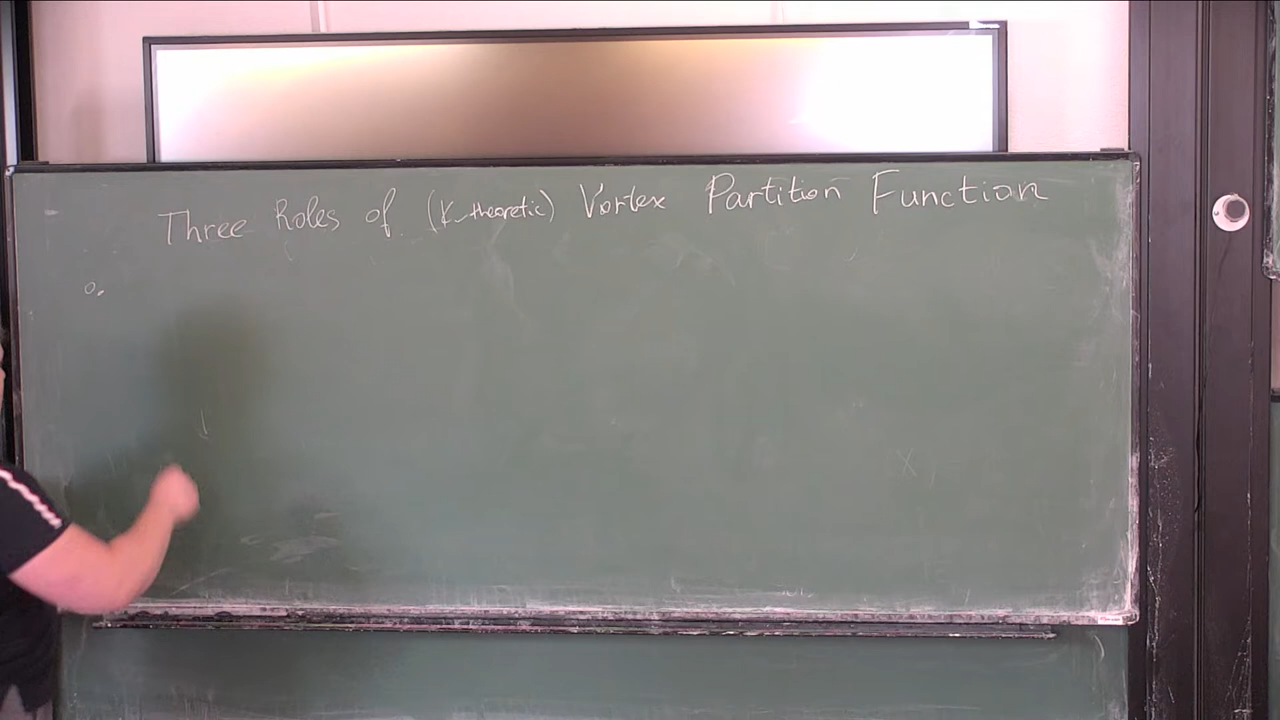 Three Roles of (K-theoretic) Vortex Partition Function
0.